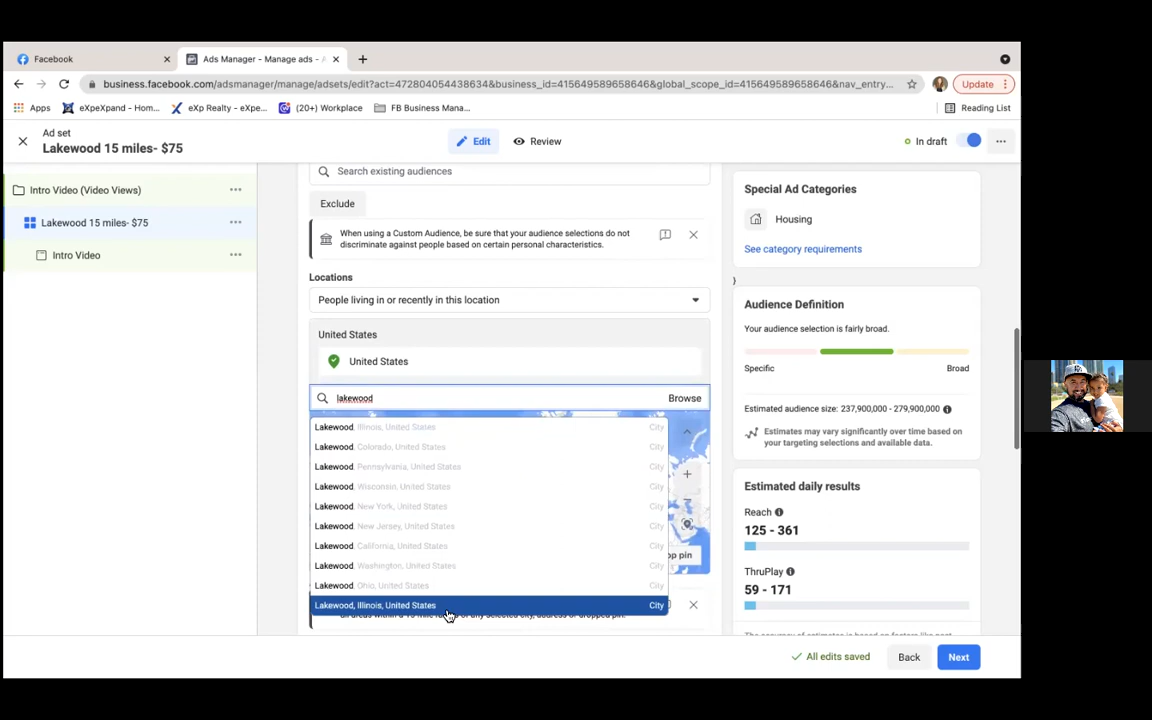 Facebook
Ads Manager - Manage ads - A
business.facebook.com/adsmanager/manage/adsets/edit?act=472804054438634&business_id=415649589658646&global_scope_id=415649589658646&nav_entry...
Update
Apps
eXpeXpand - Hom...
eXp Realty - eXpe...
(20+) Workplace
FB Business Mana...
Reading List
Ad set
Lakewood 15 miles- $75
Edit
Review
In draft
Intro Video (Video Views)
Lakewood 15 miles- $75
Intro Video
Search existing audiences
Exclude
When using a Custom Audience, be sure that your audience selections do not
discriminate against people based on certain personal characteristics.
Locations
People living in or recently in this location
United States
United States
lakewood
Browse
Lakewood, Illinois, United States City
Lakewood, Colorado, United States City
Lakewood, Pennsylvania, United States City
Lakewood, Wisconsin, United States City
Lakewood, New York, United States City
Lakewood, New Jersey, United States City
Lakewood, California, United States City
Lakewood, Washington, United States City
Lakewood, Ohio, United States City
Lakewood, Illinois, United States City
pin
Special Ad Categories
Housing
See category requirements
}
Audience Definition
Your audience selection is fairly broad.
Specific
Broad
Estimated audience size: 237,900,000 - 279,900,000
Estimates may vary significantly over time based on
your targeting selections and available data.
Estimated daily results
Reach
125 - 361
ThruPlay
59 - 171
All edits saved
Back
Next